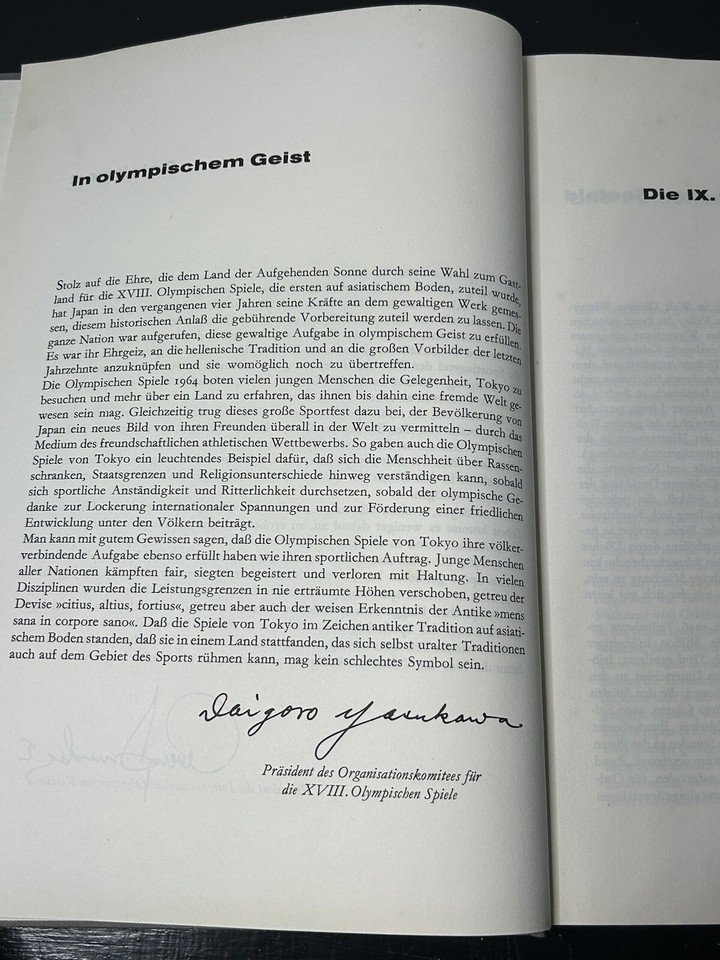 In olympischem Geist
Stolz auf die Ehre, die dem Land der Aufgehenden Sonne durch seine Wahl zum Gast-
land für die XVIII. Olympischen Spiele, die ersten auf asiatischem Boden, zuteil wurde,
hat Japan in den vergangenen vier Jahren seine Kräfte an dem gewaltigen Werk gemes-
sen, diesem historischen Anlaß die gebührende Vorbereitung zuteil werden zu lassen. Die
ganze Nation war aufgerufen, diese gewaltige Aufgabe in olympischem Geist zu erfüllen.
Es war ihr Ehrgeiz, an die hellenische Tradition und an die großen Vorbilder der letzten
Jahrzehnte anzuknüpfen und sie womöglich noch zu übertreffen.
Die Olympischen Spiele 1964 boten vielen jungen Menschen die Gelegenheit, Tokyo zu
besuchen und mehr über ein Land zu erfahren, das ihnen bis dahin eine fremde Welt ge-
wesen sein mag. Gleichzeitig trug dieses große Sportfest dazu bei, der Bevölkerung von
Japan ein neues Bild von ihren Freunden überall in der Welt zu vermitteln – durch das
Medium des freundschaftlichen athletischen Wettbewerbs. So gaben auch die Olympischen
Spiele von Tokyo ein leuchtendes Beispiel dafür, daß sich die Menschheit über Rassen-
schranken, Staatsgrenzen und Religionsunterschiede hinweg verständigen kann, sobald
sich sportliche Anständigkeit und Ritterlichkeit durchsetzen, sobald der olympische Ge-
danke zur Lockerung internationaler Spannungen und zur Förderung einer friedlichen
Entwicklung unter den Völkern beiträgt.
Man kann mit gutem Gewissen sagen, daß die Olympischen Spiele von Tokyo ihre völker-
verbindende Aufgabe ebenso erfüllt haben wie ihren sportlichen Auftrag. Junge Menschen
aller Nationen kämpften fair, siegten begeistert und verloren mit Haltung. In vielen
Disziplinen wurden die Leistungsgrenzen in nie erträumte Höhen verschoben, getreu der
Devise »citius, altius, fortius«, getreu aber auch der weisen Erkenntnis der Antike »mens
sana in corpore sano«. Daß die Spiele von Tokyo im Zeichen antiker Tradition auf asiati-
schem Boden standen, daß sie in einem Land stattfanden, das sich selbst uralter Traditionen
auch auf dem Gebiet des Sports rühmen kann, mag kein schlechtes Symbol sein.
Daigoro Yasukawa
Präsident des Organisationskomitees für
die XVIII. Olympischen Spiele
Die IX.